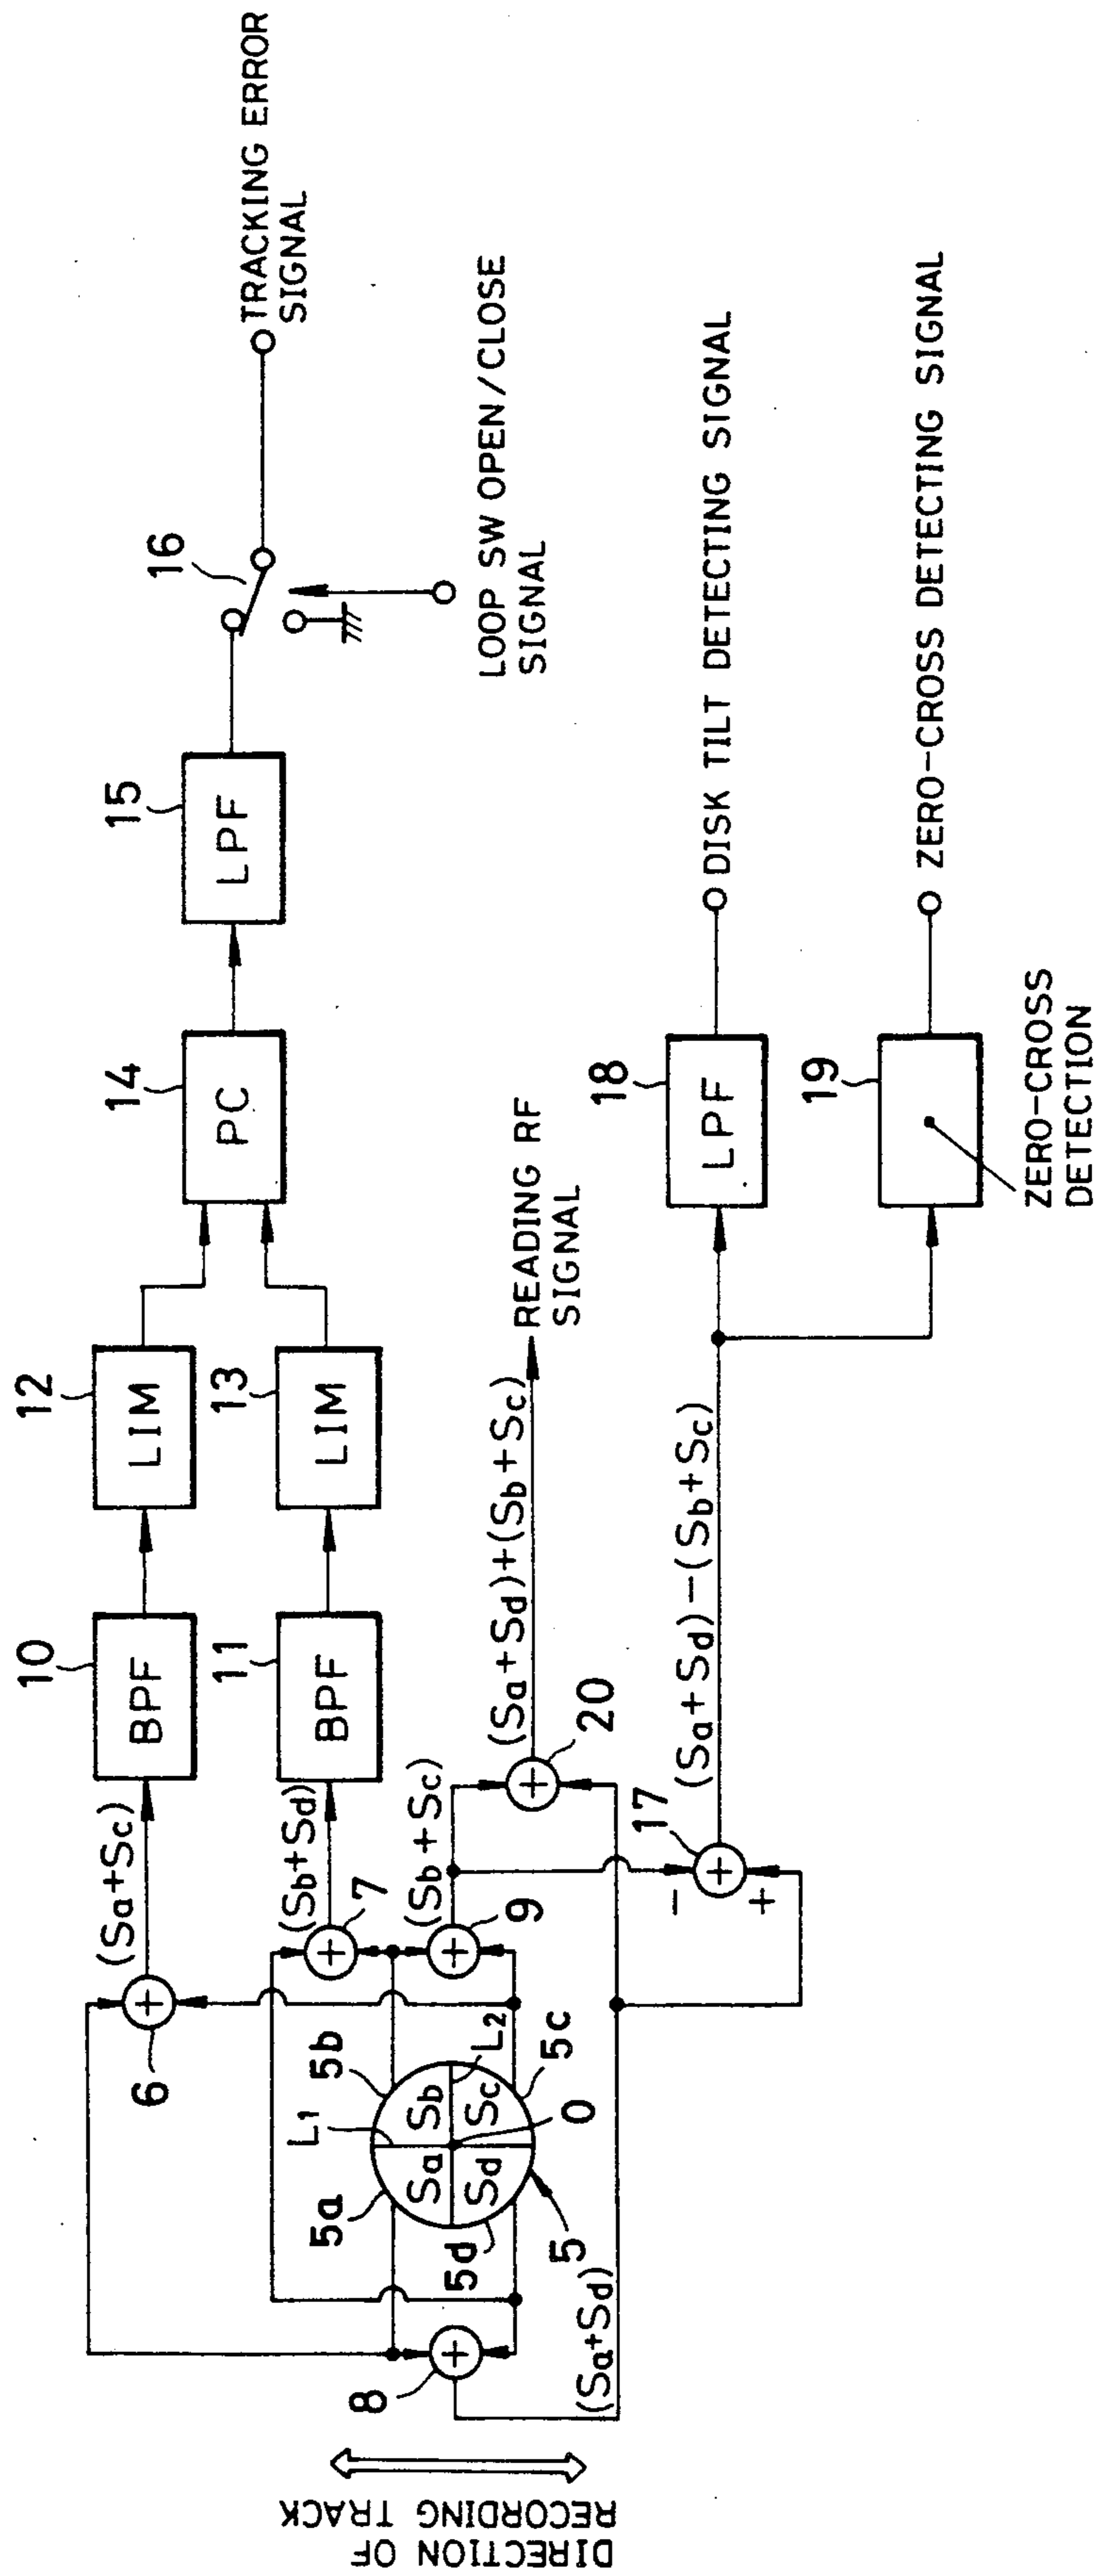 DIRECTION OF
RECORDING TRACK
8
(Sa+Sd)
5
5a
5d
5b
5c
L1
L2
O
Sa
Sb
Sd
Sc
6
(Sa+Sc)
7
(Sb+Sd)
9
(Sb+Sc)
10
BPF
11
BPF
12
LIM
13
LIM
14
PC
15
LPF
16
TRACKING ERROR
SIGNAL
LOOP SW OPEN/CLOSE
SIGNAL
20
(Sa+Sd)+(Sb+Sc)
READING RF
SIGNAL
17
−
+
(Sa+Sd)−(Sb+Sc)
18
LPF
DISK TILT DETECTING SIGNAL
19
ZERO-CROSS
DETECTION
ZERO-CROSS DETECTING SIGNAL